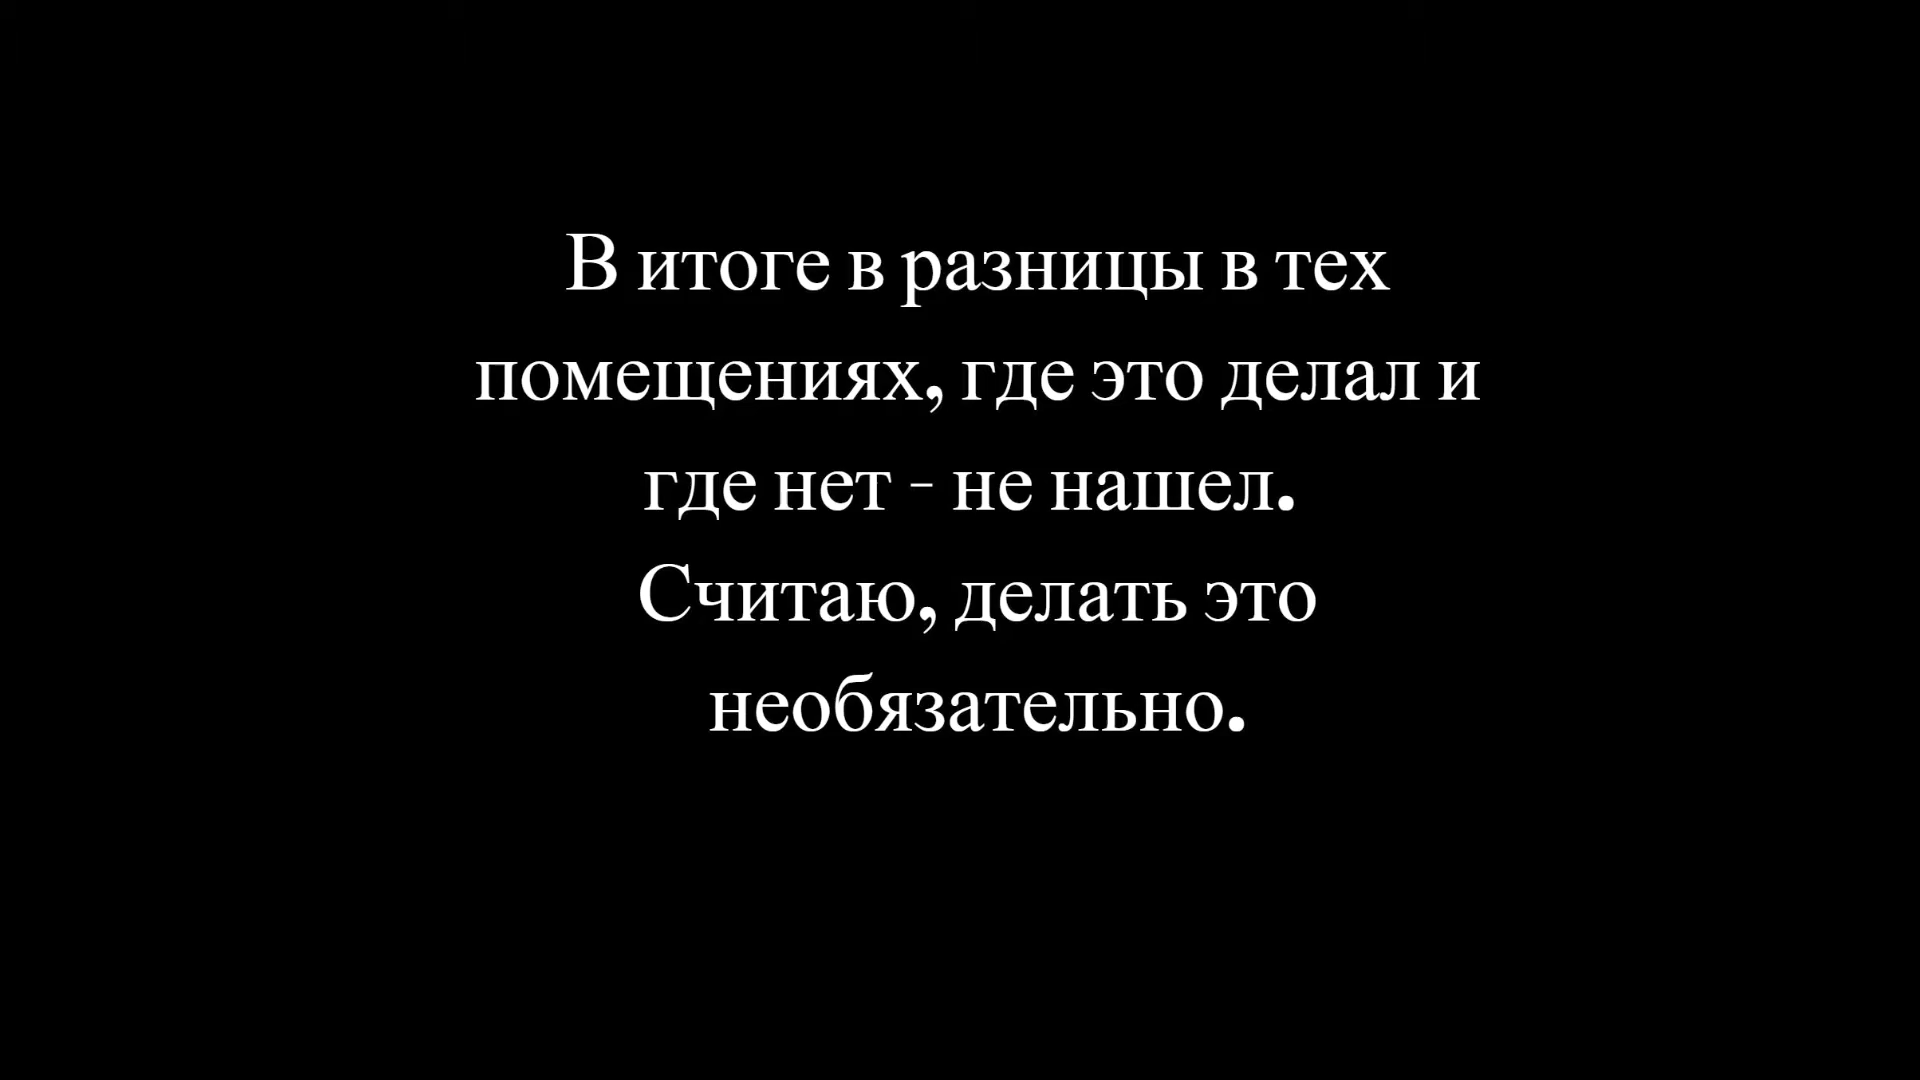 В итоге в разницы в тех
помещениях, где это делал и
где нет - не нашел.
Считаю, делать это
необязательно.